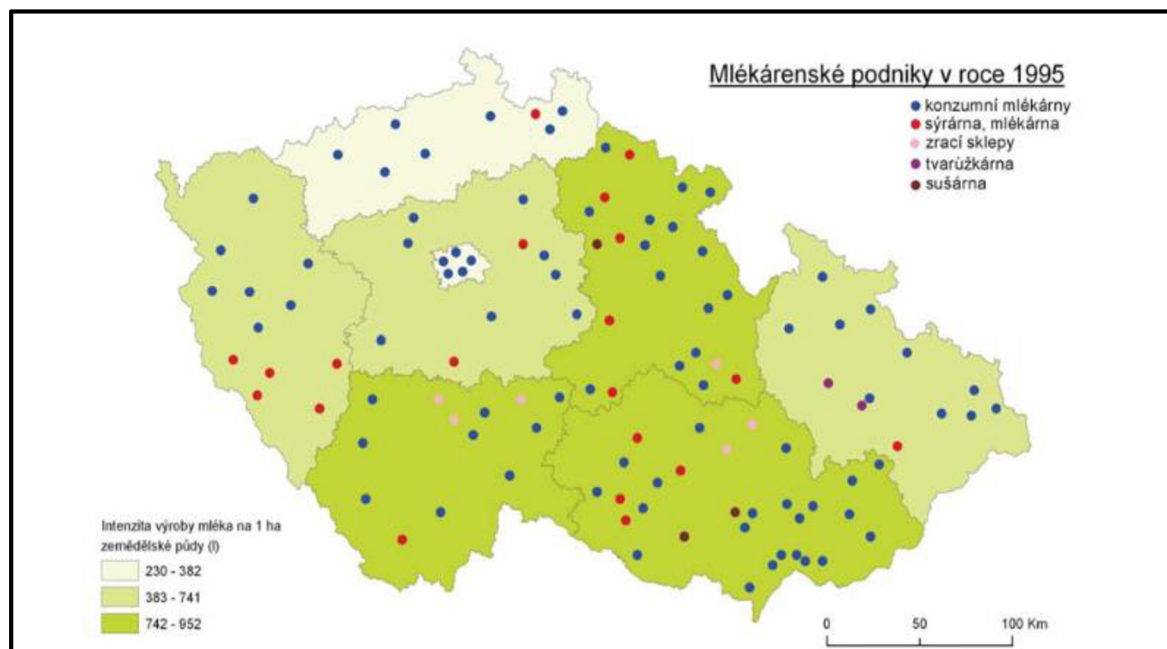 Mlékárenské podniky v roce 1995
konzumní mlékárny
sýrárna, mlékárna
zrací sklepy
tvarůžkárna
sušárna
Intenzita výroby mléka na 1 ha
zemědělské půdy (l)
230 - 382
383 - 741
742 - 952
0 50 100 Km